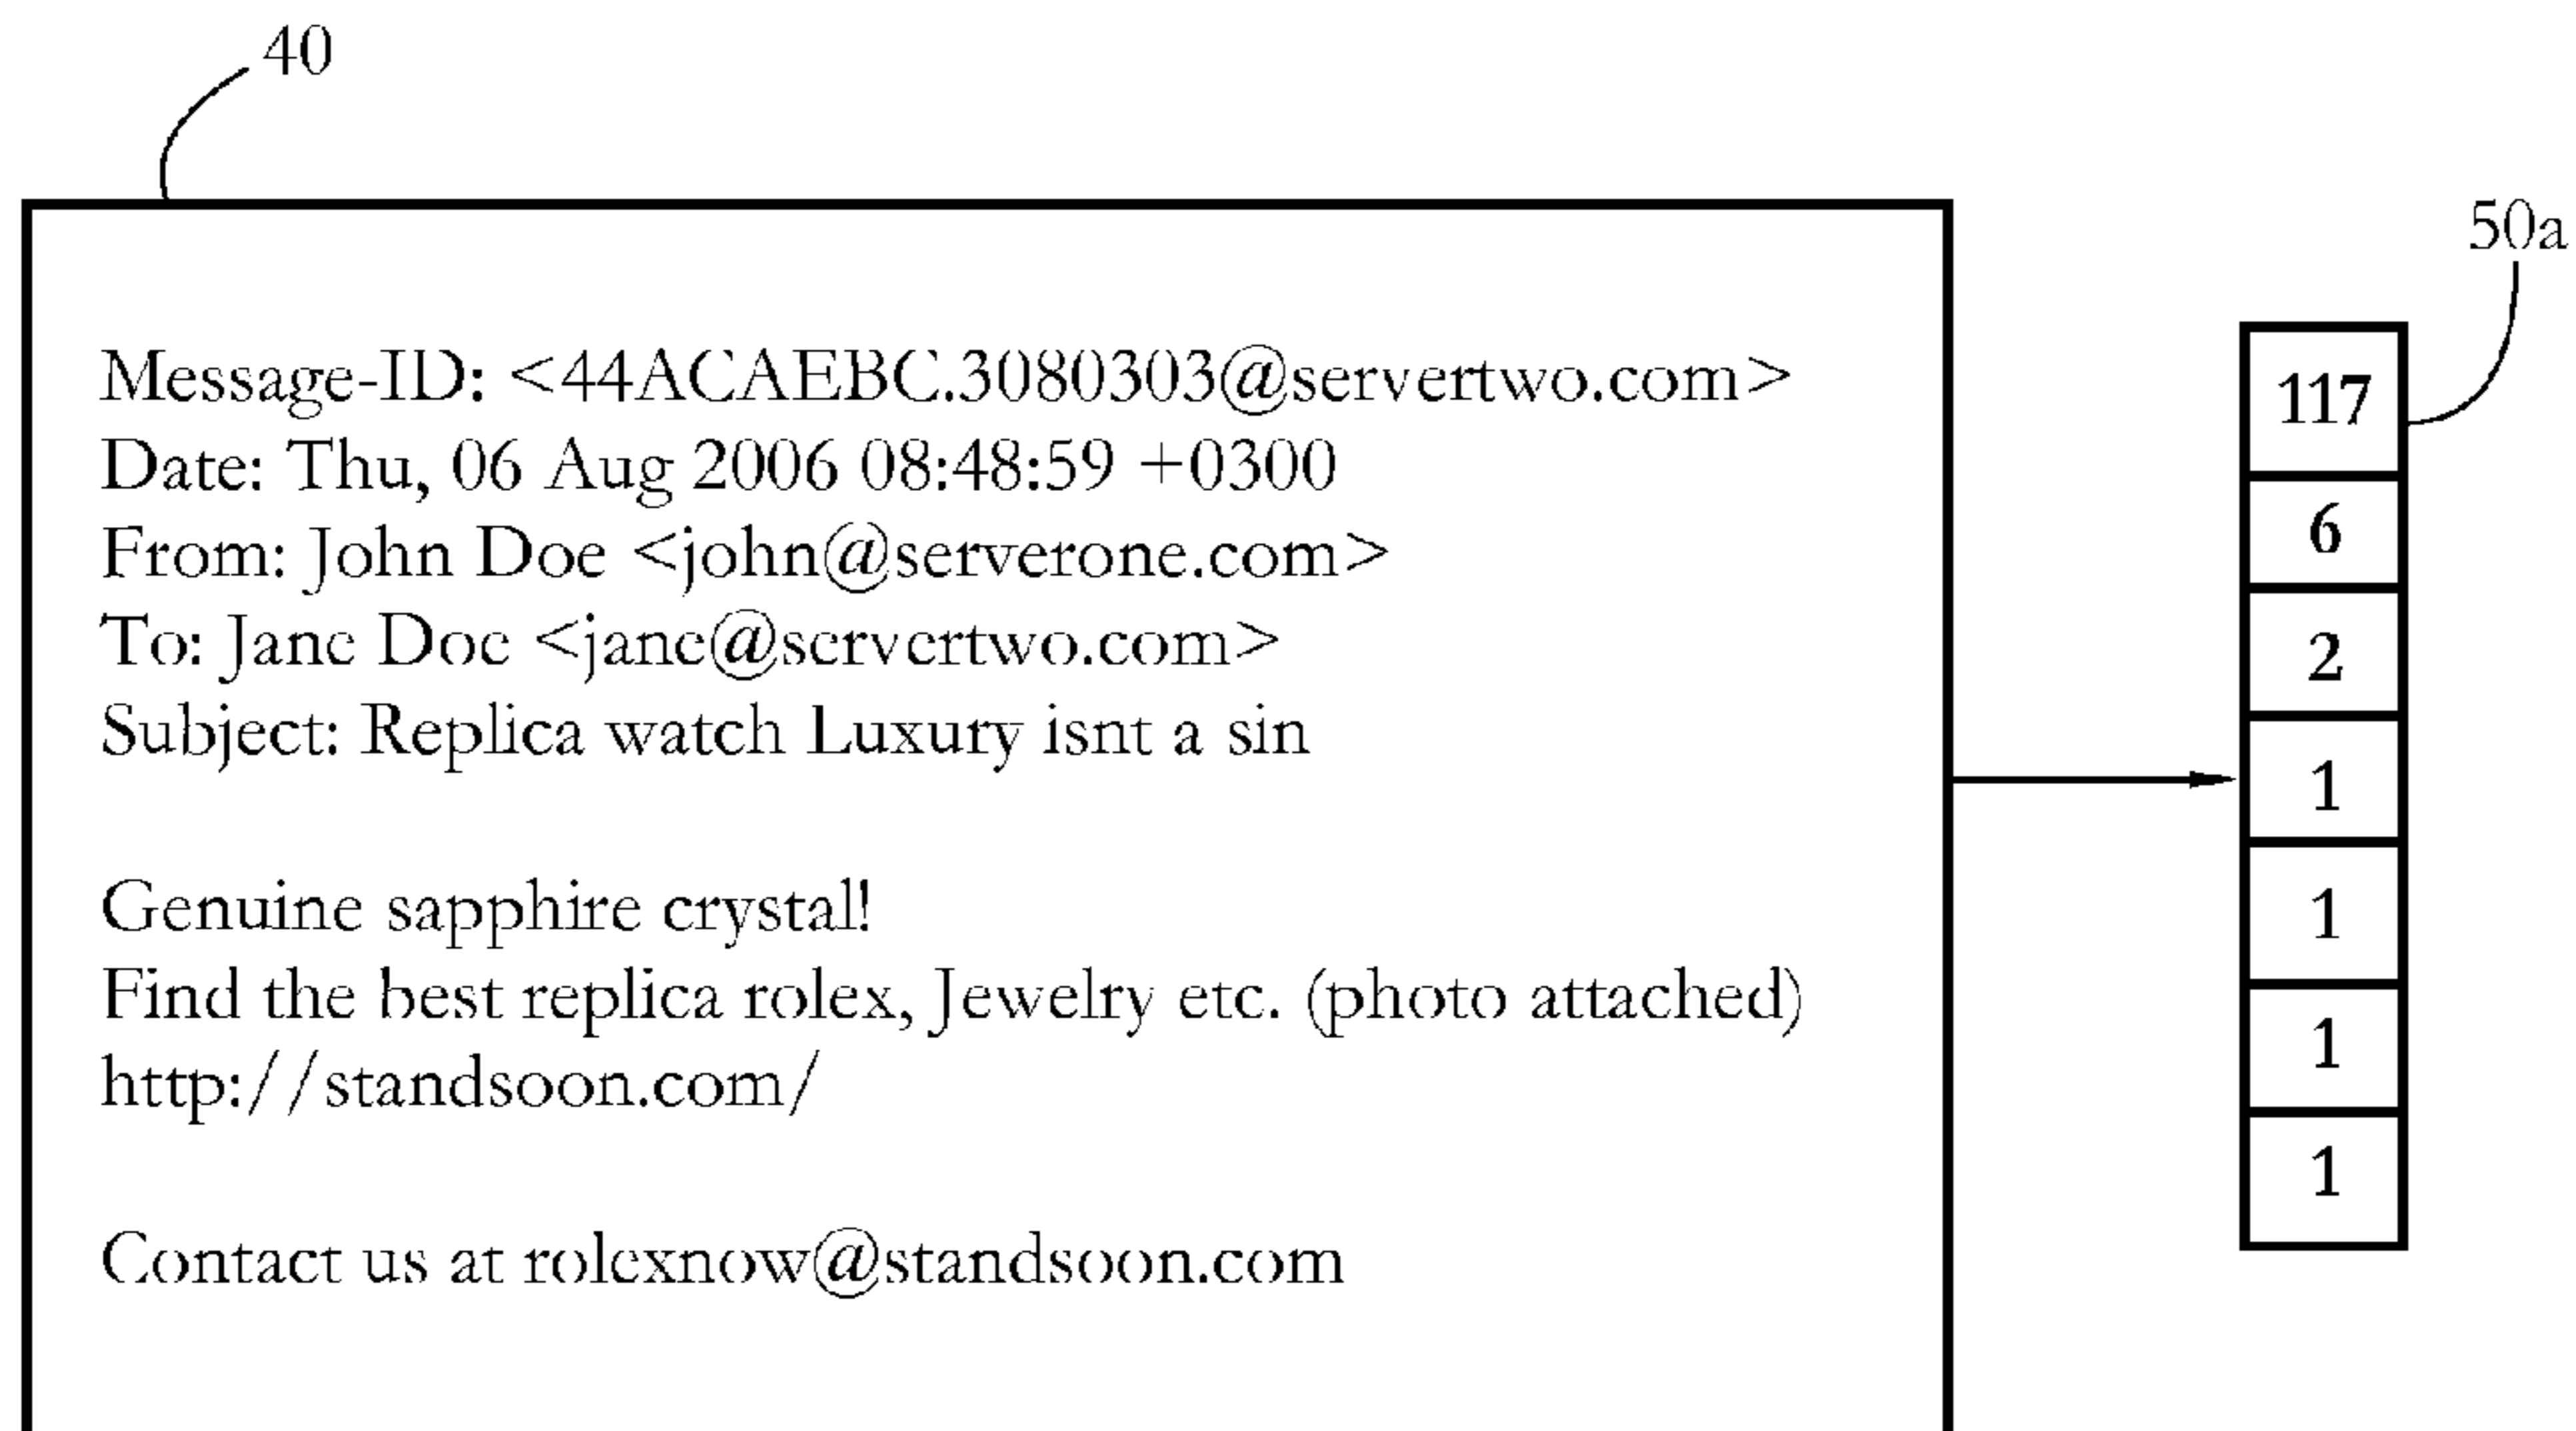 40
50a
Message-ID: <44ACAEBC.3080303@servertwo.com>
Date: Thu, 06 Aug 2006 08:48:59 +0300
From: John Doe <john@serverone.com>
To: Jane Doe <jane@servertwo.com>
Subject: Replica watch Luxury isnt a sin
Genuine sapphire crystal!
Find the best replica rolex, Jewelry etc. (photo attached)
http://standsoon.com/
Contact us at rolexnow@standsoon.com
117
6
2
1
1
1
1